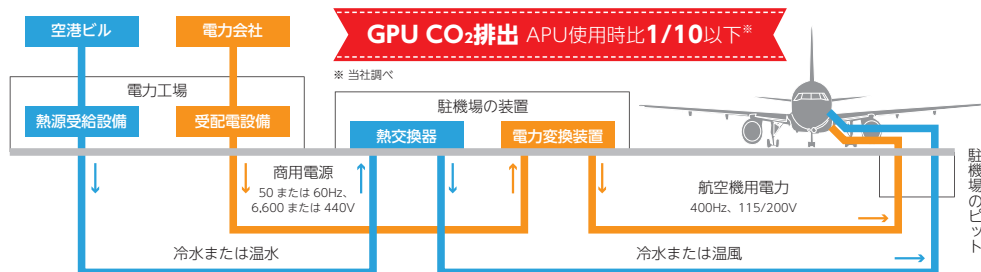 空港ビル
電力会社
GPU CO₂排出 APU使用時比1/10以下※
※ 当社調べ
電力工場
駐機場の装置
熱源受給設備
受配電設備
熱交換器
電力変換装置
商用電源
50 または 60Hz、
6,600 または 440V
航空機用電力
400Hz、115/200V
駐機場のピット
冷水または温水
冷水または温風